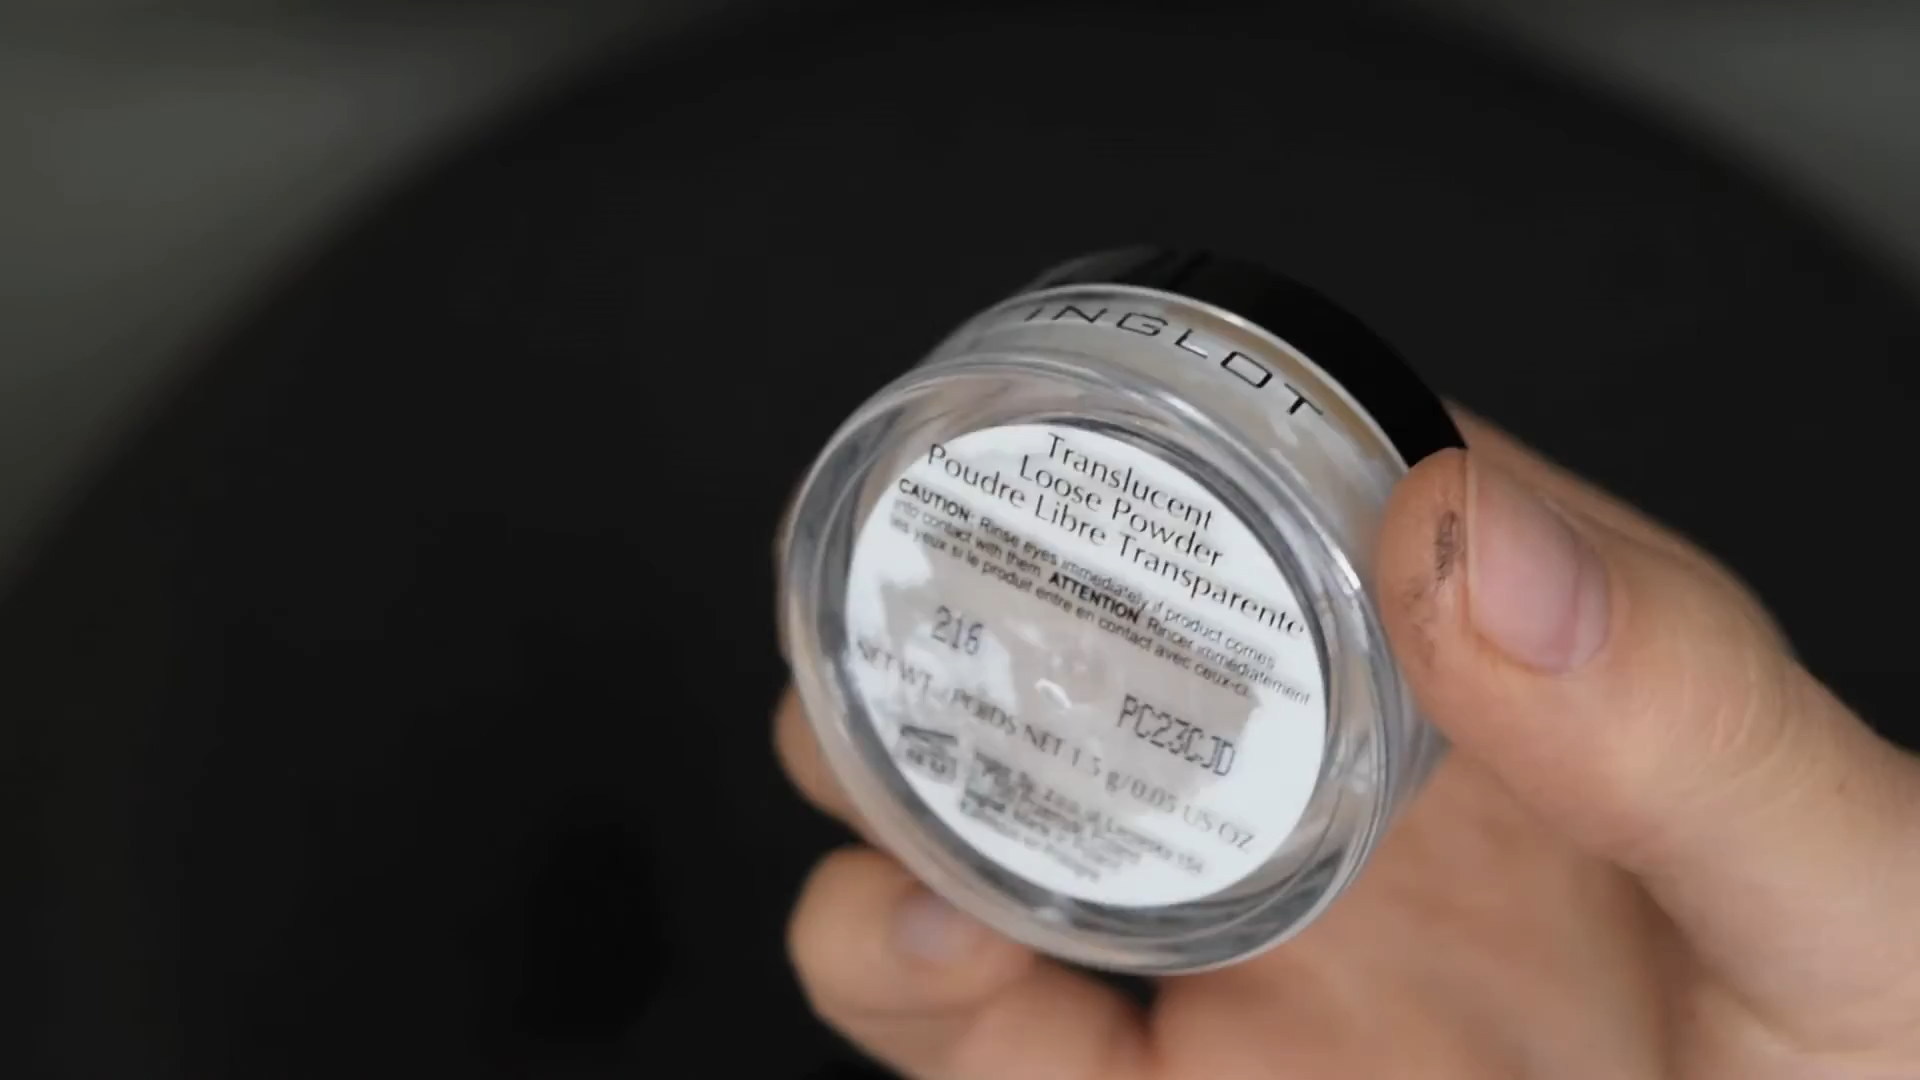 INGLOT
Translucent
Loose Powder
Poudre Libre Transparente
CAUTION: Rinse eyes immediately if product comes
into contact with them. ATTENTION: Rincer immédiatement
les yeux si le produit entre en contact avec ceux-ci.
216
PC23CJD
NET WT. / POIDS NET 1.5 g/0.05 US OZ